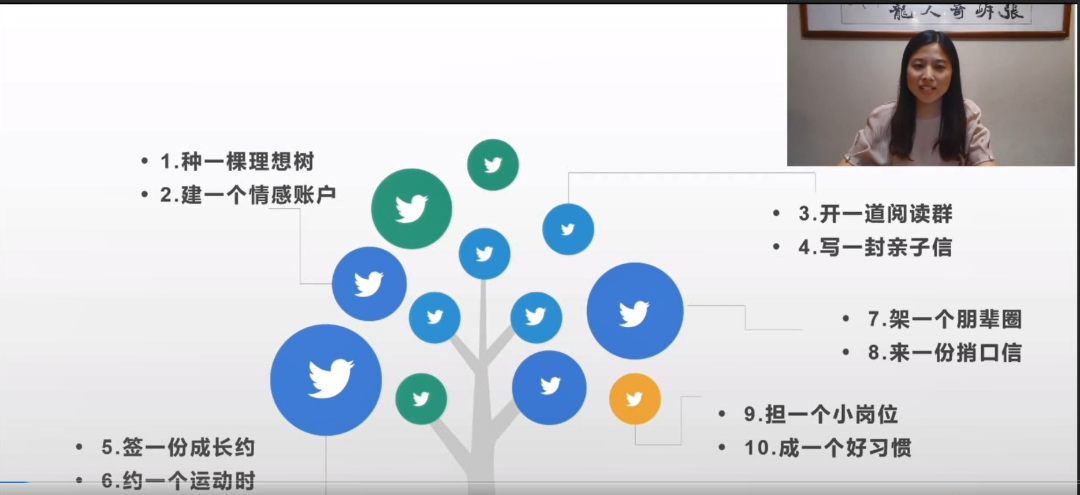 1.种一棵理想树
2.建一个情感账户
3.开一道阅读群
4.写一封亲子信
7.架一个朋辈圈
8.来一份捎口信
9.担一个小岗位
10.成一个好习惯
5.签一份成长约
6.约一个运动时